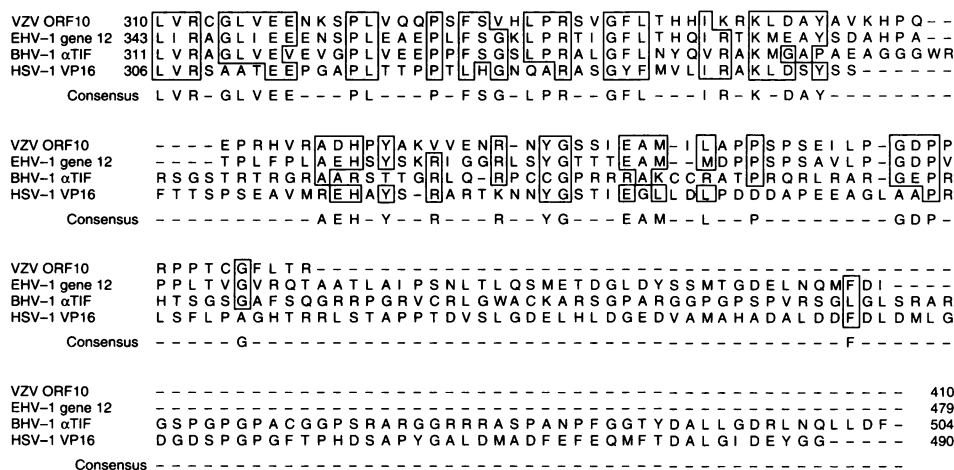 VZV ORF10 310 L V R C G L V E E N K S P L V Q Q P S F S V H L P R S V G F L T H H I K R K L D A Y A V K H P Q - -
EHV-1 gene 12 343 L I R A G L I E E E N S P L E A E P L F S G K L P R T I G F L T H Q I R T K M E A Y S D A H P A - -
BHV-1 αTIF 311 L V R A G L V E V E V G P L V E E P P F S G S L P R A L G F L N Y Q V R A K M G A P A E A G G G W R
HSV-1 VP16 306 L V R S A A T E E P G A P L T T P P T L H G N Q A R A S G Y F M V L I R A K L D S Y S S - - - - - -
Consensus L V R - G L V E E - - - P L - - - P - F S G - L P R - - G F L - - - I R - K - D A Y - - - - - - - -
VZV ORF10 - - - - E P R H V R A D H P Y A K V V E N R - N Y G S S I E A M - I L A P P S P S E I L P - G D P P
EHV-1 gene 12 - - - - T P L F P L A E H S Y S K R I G G R L S Y G T T T E A M - - M D P P S P S A V L P - G D P V
BHV-1 αTIF R S G S T R T R G R A A R S T T G R L Q - R P C C G P R R R A K C C R A T P R Q R L R A R - G E P R
HSV-1 VP16 F T T S P S E A V M R E H A Y S - R A R T K N N Y G S T I E G L L D L P D D D A P E E A G L A A P R
Consensus - - - - - - - - - - A E H - Y - - R - - - R - - Y G - - - E A M - - L - - P - - - - - - - - G D P -
VZV ORF10 R P P T C G F L T R - - - - - - - - - - - - - - - - - - - - - - - - - - - - - - - - - - - - - - - -
EHV-1 gene 12 P P L T V G V R Q T A A T L A I P S N L T L Q S M E T D G L D Y S S M T G D E L N Q M F D I - - - -
BHV-1 αTIF H T S G S G A F S Q G R R P G R V C R L G W A C K A R S G P A R G G P G P S P V R S G L G L S R A R
HSV-1 VP16 L S F L P A G H T R R L S T A P P T D V S L G D E L H L D G E D V A M A H A D A L D D F D L D M L G
Consensus - - - - - G - - - - - - - - - - - - - - - - - - - - - - - - - - - - - - - - - - - - - F - - - - - -
VZV ORF10 - - - - - - - - - - - - - - - - - - - - - - - - - - - - - - - - - - - - - - - - - - - - - - - 410
EHV-1 gene 12 - - - - - - - - - - - - - - - - - - - - - - - - - - - - - - - - - - - - - - - - - - - - - - - 479
BHV-1 αTIF G S P G P G P A C G G P S R A R G G R R R A S P A N P F G G T Y D A L L G D R L N Q L L D F - 504
HSV-1 VP16 D G D S P G P G F T P H D S A P Y G A L D M A D F E F E Q M F T D A L G I D E Y G G - - - - 490
Consensus - - - - - - - - - - - - - - - - - - - - - - - - - - - - - - - - - - - - - - - - - - - - - - -